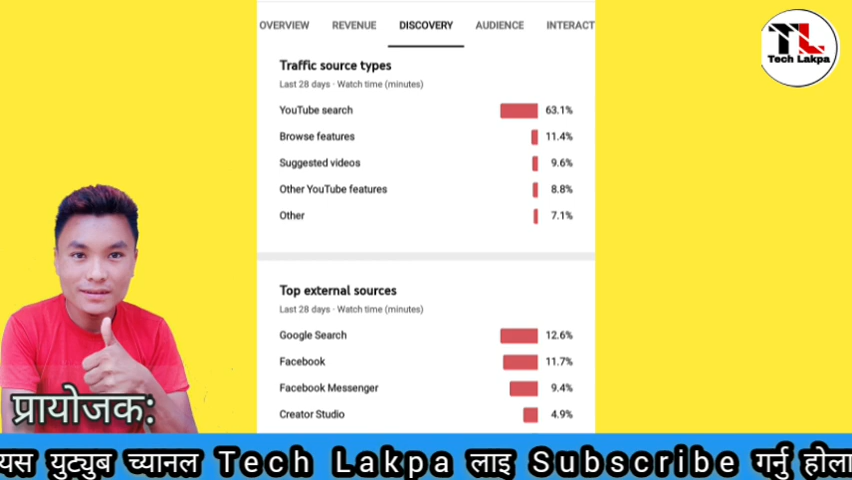 OVERVIEW REVENUE DISCOVERY AUDIENCE INTERACT
TL
Tech Lakpa
Traffic source types
Last 28 days · Watch time (minutes)
YouTube search 63.1%
Browse features 11.4%
Suggested videos 9.6%
Other YouTube features 8.8%
Other 7.1%
Top external sources
Last 28 days · Watch time (minutes)
Google Search 12.6%
Facebook 11.7%
Facebook Messenger 9.4%
Creator Studio 4.9%
प्रायोजक:
यस युट्युब च्यानल Tech Lakpa लाइ Subscribe गर्नु होला